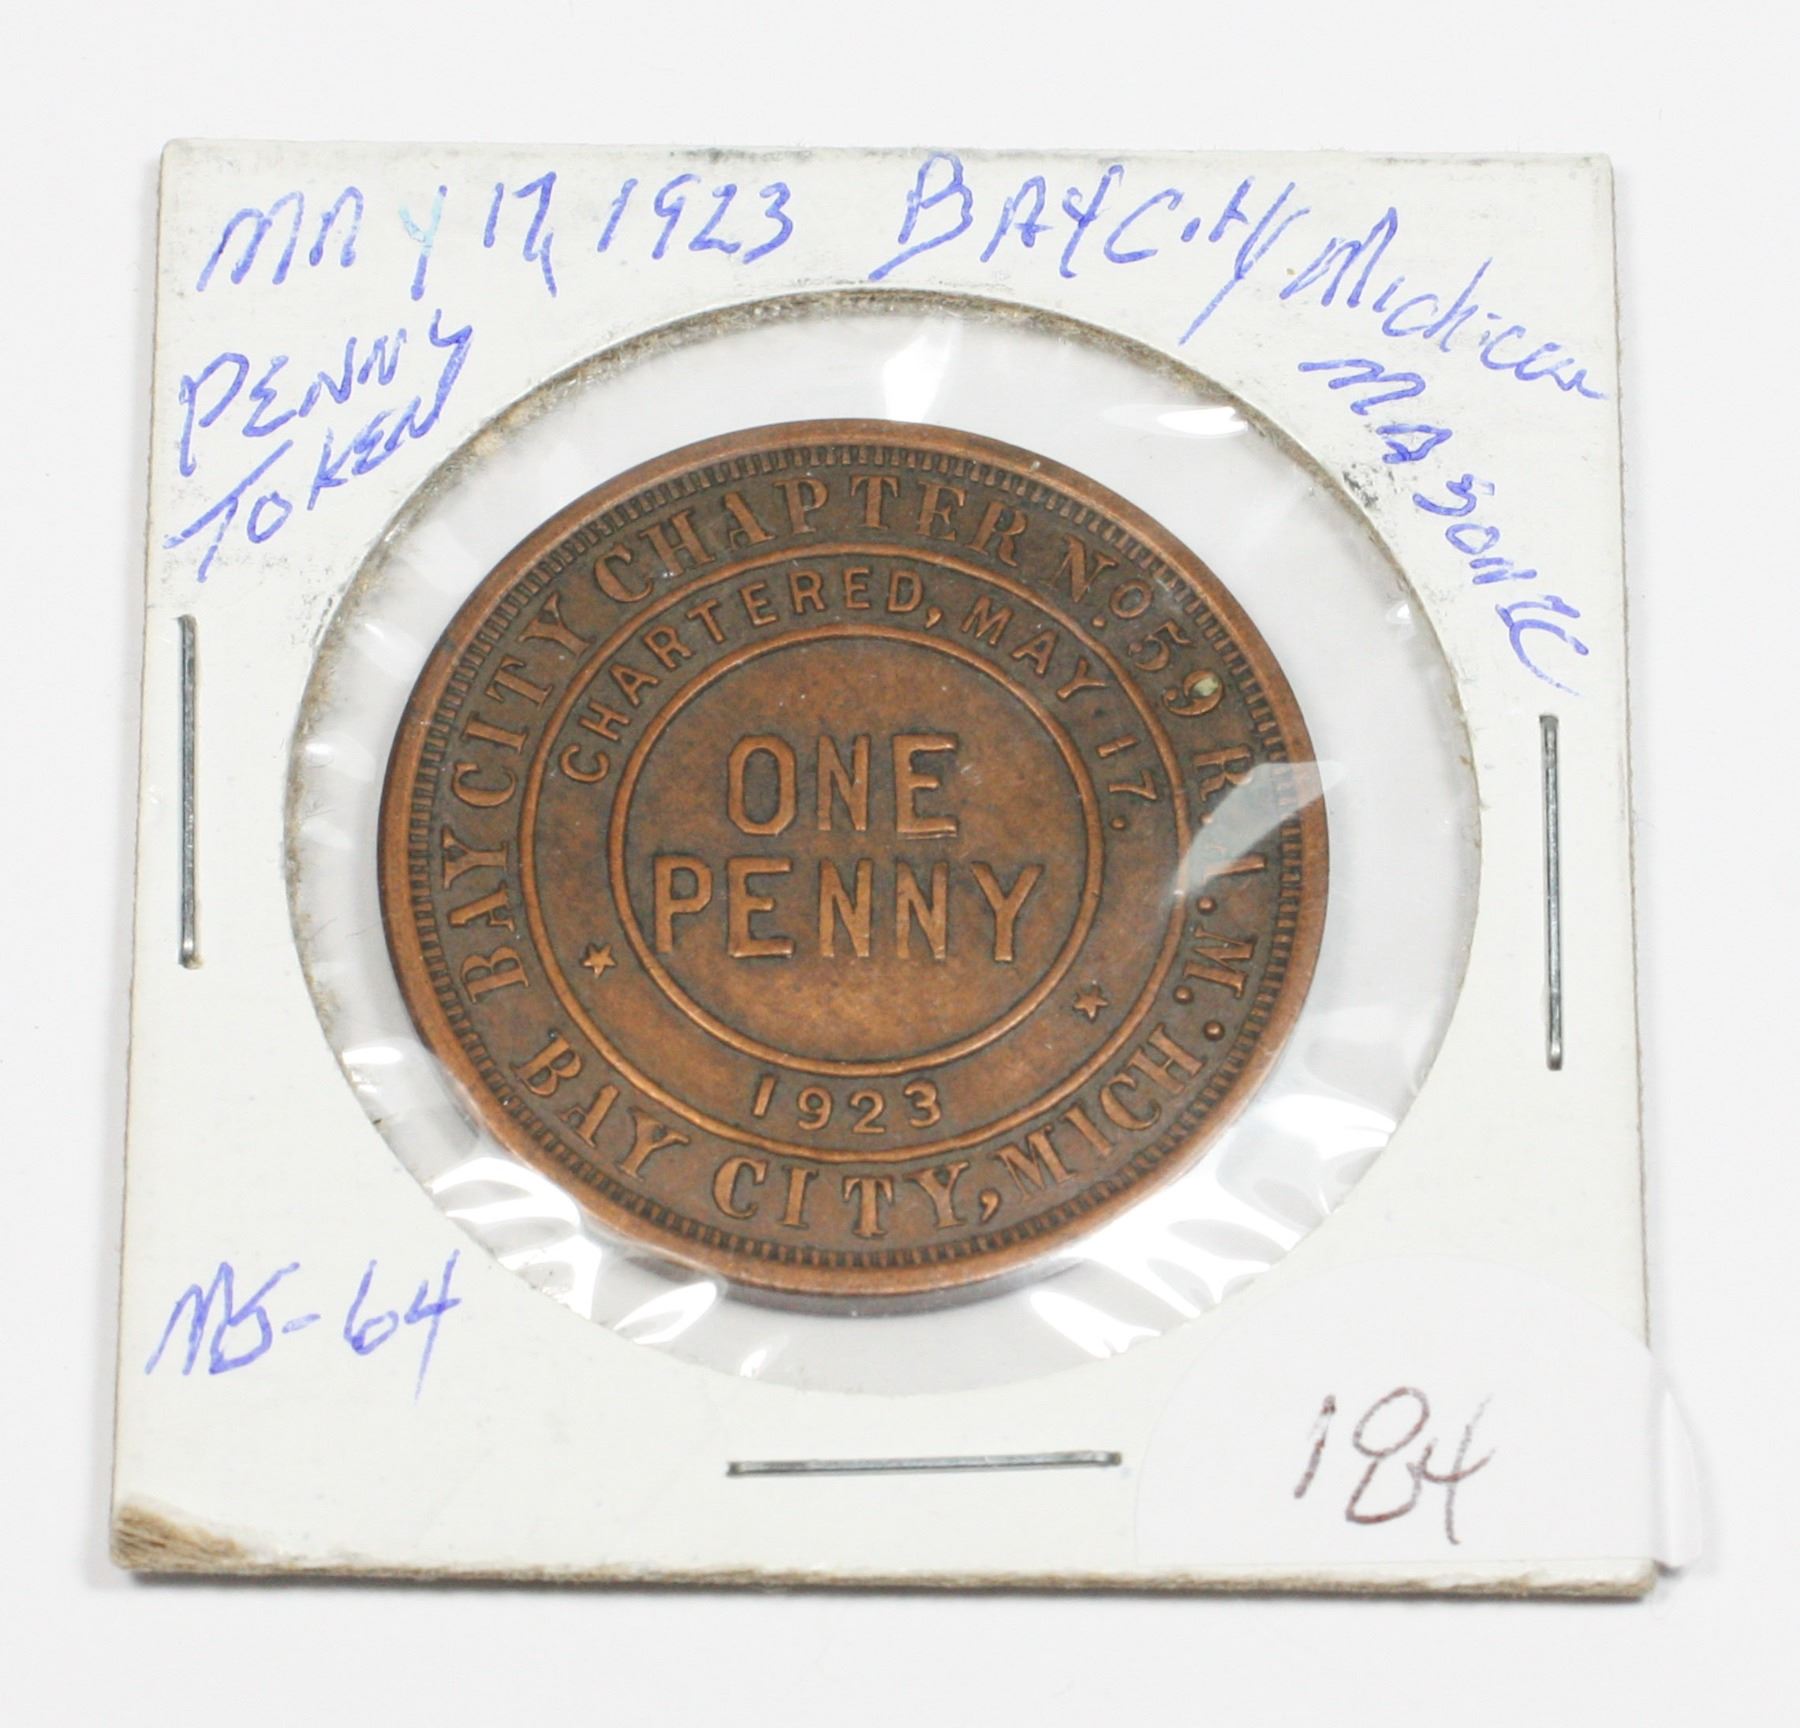 MAY 17, 1923 BAY City Michigan
PENNY
TOKEN
MASONIC
BAY CITY CHAPTER No. 59 R.A.M.
CHARTERED, MAY 17.
ONE
PENNY
1923
BAY CITY, MICH.
MS-64
184